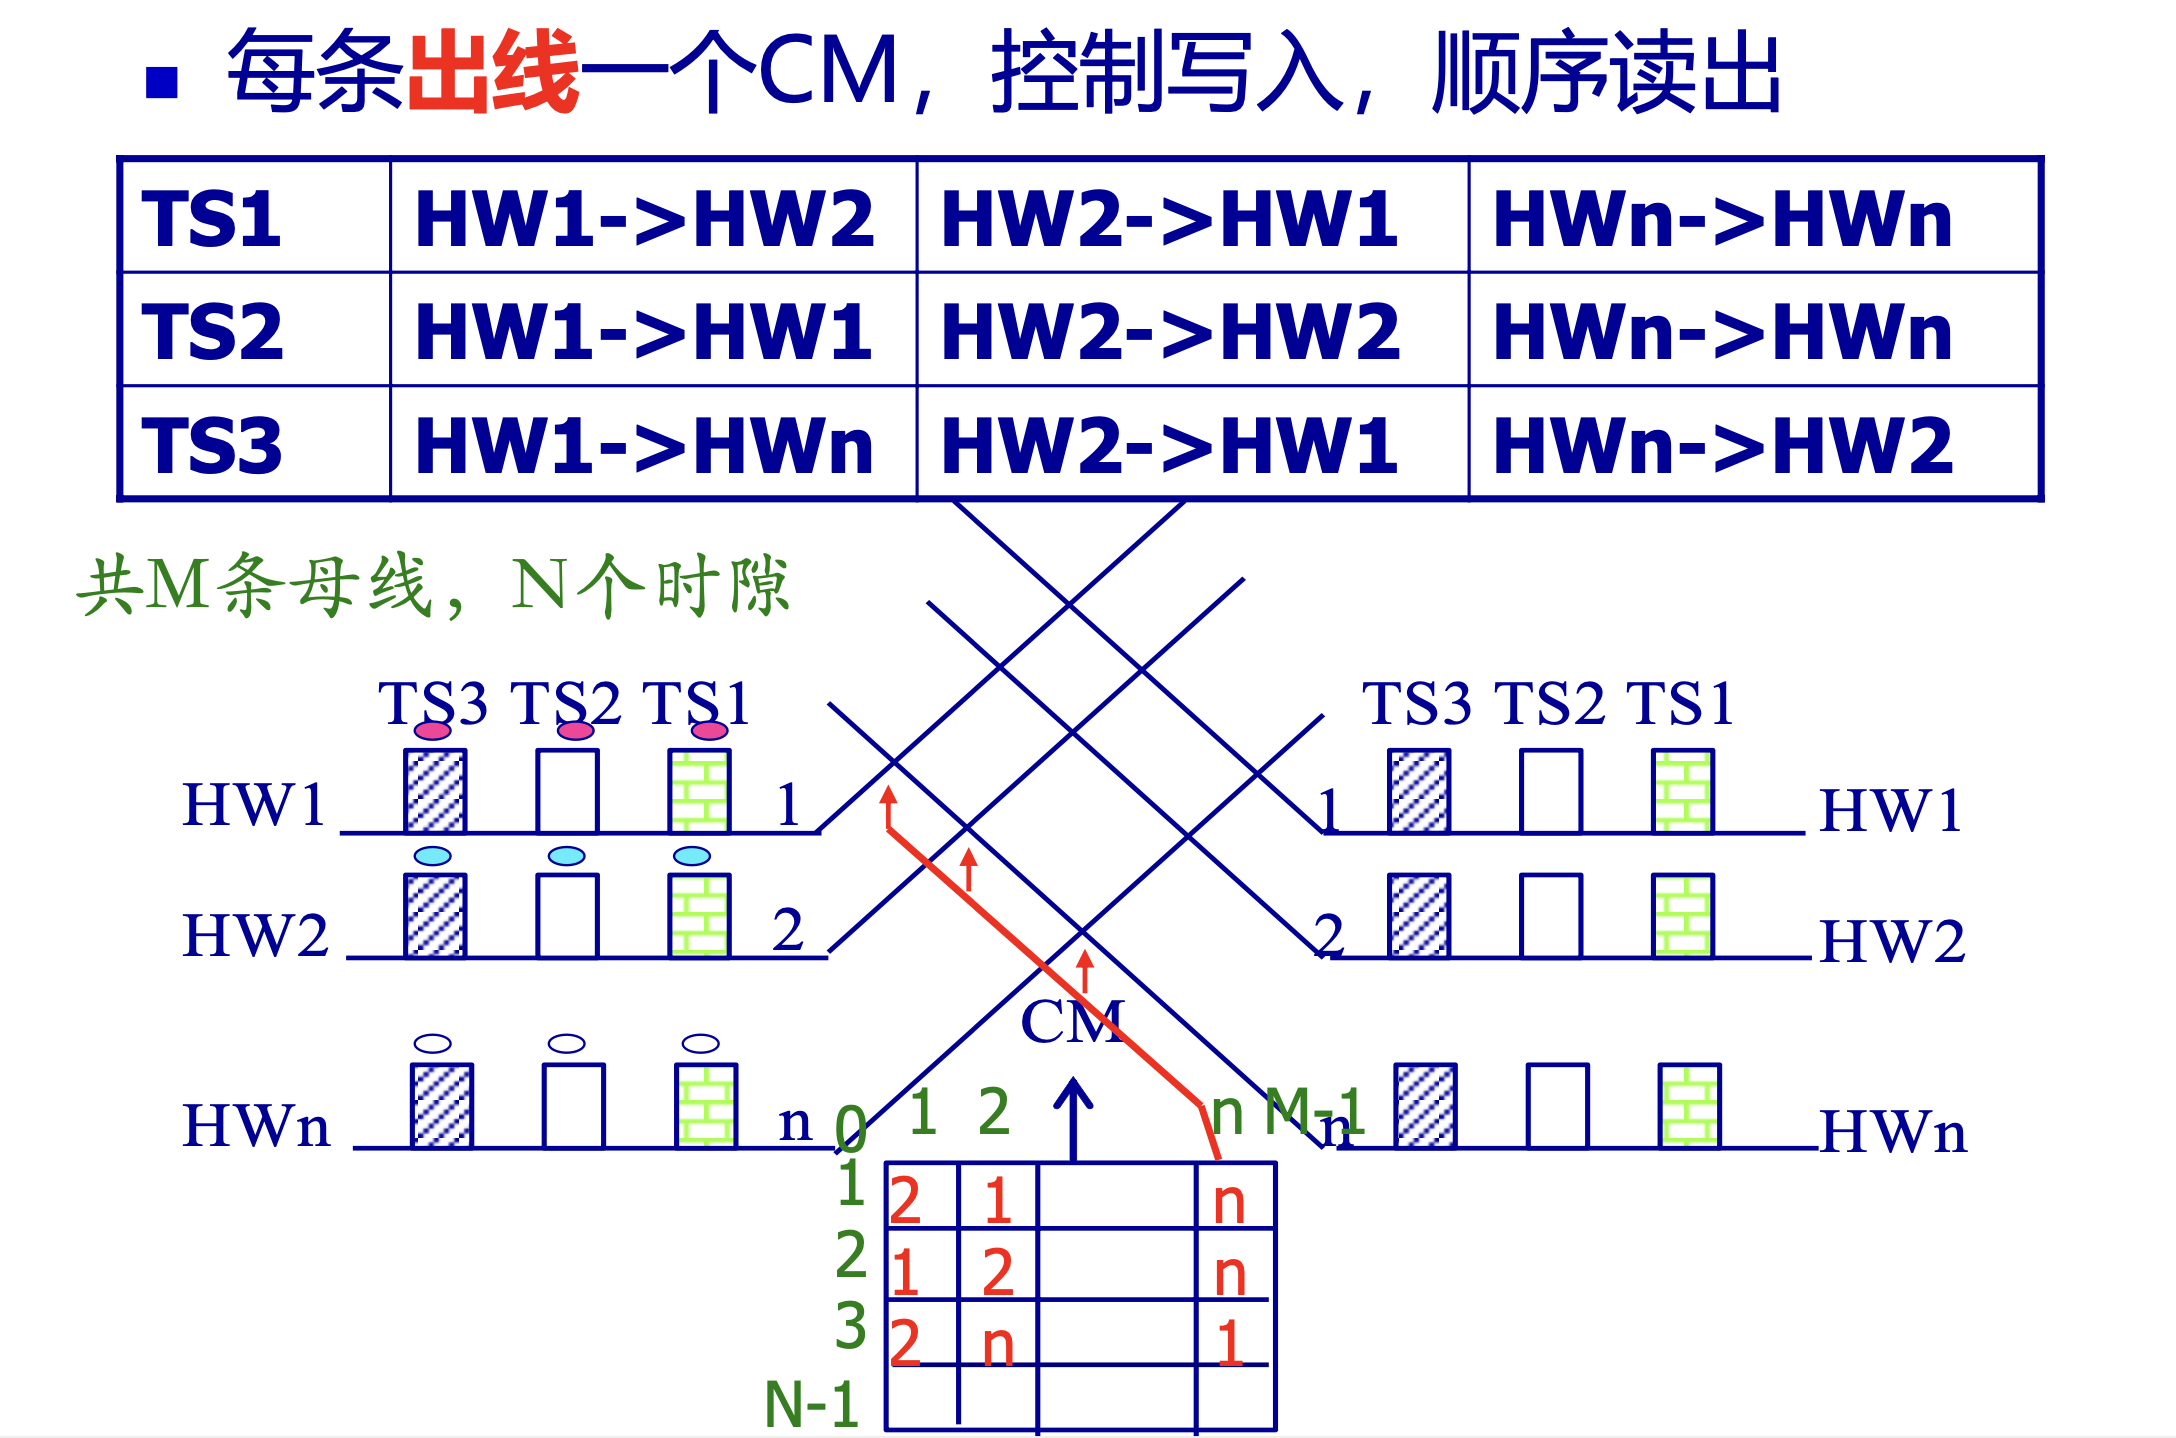 每条出线一个CM，控制写入，顺序读出
TS1 HW1->HW2 HW2->HW1 HWn->HWn
TS2 HW1->HW1 HW2->HW2 HWn->HWn
TS3 HW1->HWn HW2->HW1 HWn->HW2
共M条母线，N个时隙
TS3 TS2 TS1 TS3 TS2 TS1
HW1 1 1 HW1
HW2 2 2 HW2
CM
HWn n n HWn
0 1 2 n M-1
1 2 1 n
2 1 2 n
3 2 n 1
N-1